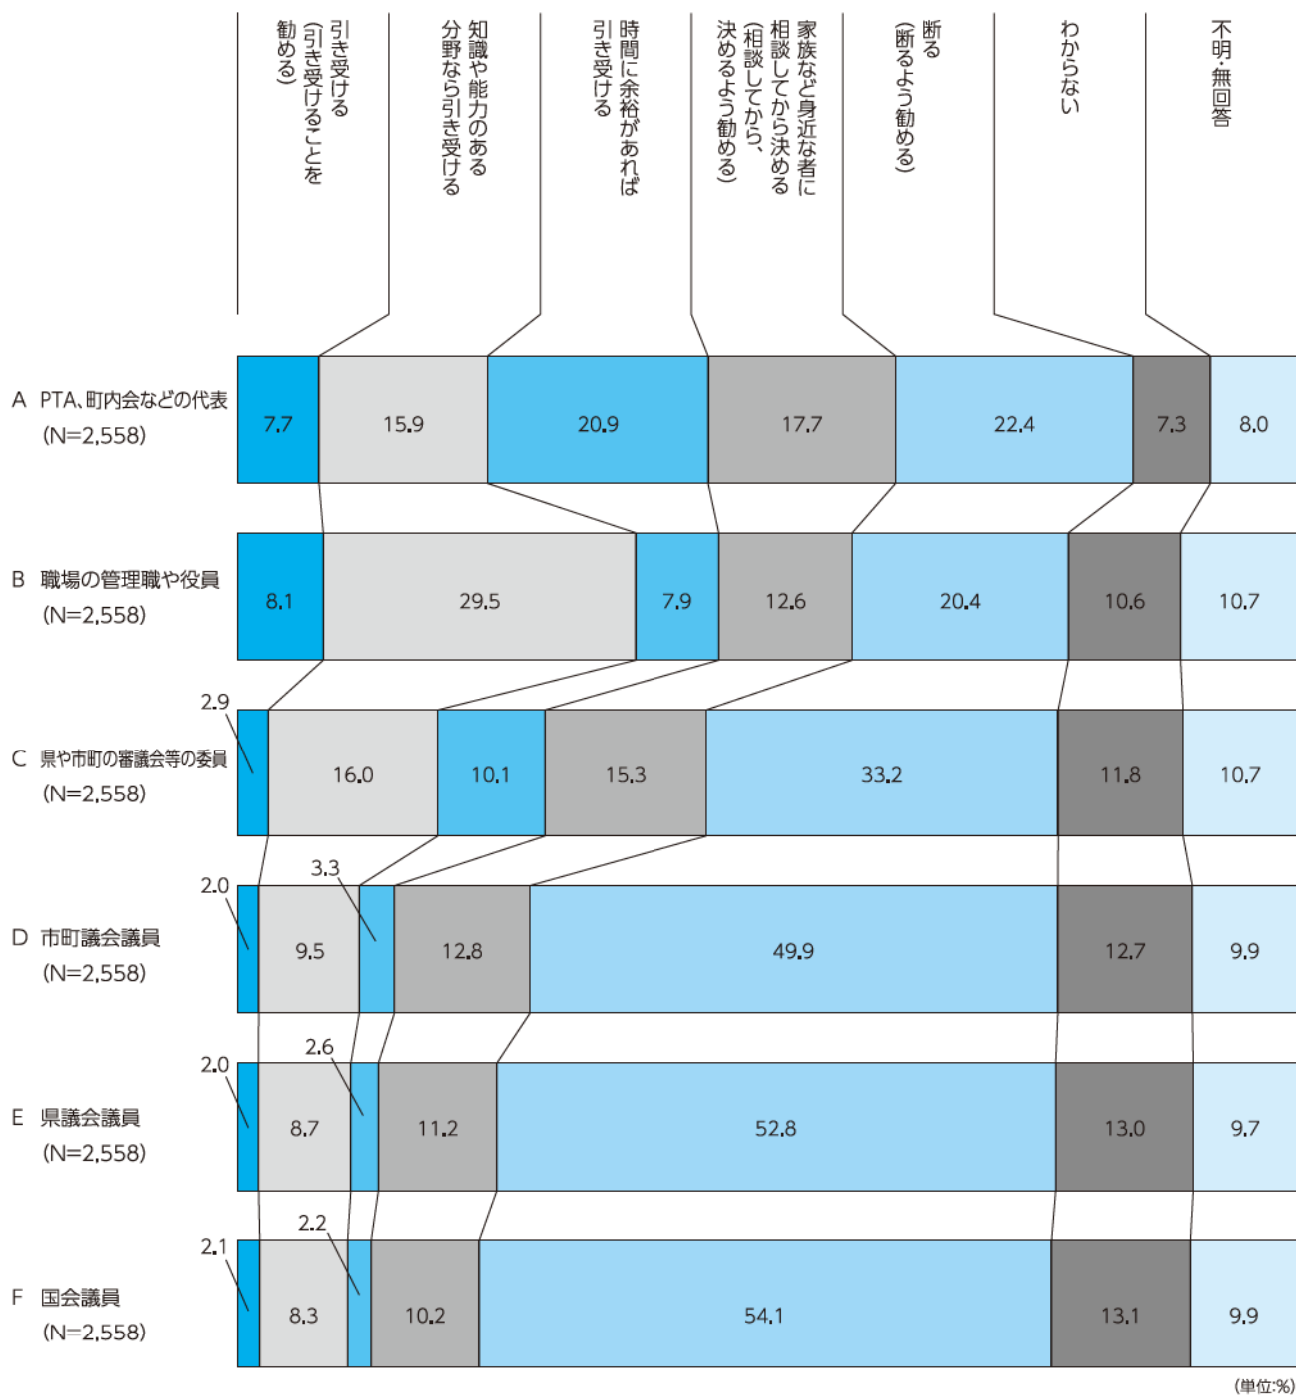 引き受ける
(引き受けることを
勧める)
知識や能力のある
分野なら引き受ける
時間に余裕があれば
引き受ける
家族など身近な者に
相談してから決める
(相談してから、
決めるよう勧める)
断る
(断るよう勧める)
わからない
不明・無回答
A PTA、町内会などの代表
(N=2,558)
7.7 15.9 20.9 17.7 22.4 7.3 8.0
B 職場の管理職や役員
(N=2,558)
8.1 29.5 7.9 12.6 20.4 10.6 10.7
C 県や市町の審議会等の委員
(N=2,558)
2.9 16.0 10.1 15.3 33.2 11.8 10.7
D 市町議会議員
(N=2,558)
2.0 9.5 3.3 12.8 49.9 12.7 9.9
E 県議会議員
(N=2,558)
2.0 8.7 2.6 11.2 52.8 13.0 9.7
F 国会議員
(N=2,558)
2.1 8.3 2.2 10.2 54.1 13.1 9.9
(単位:%)